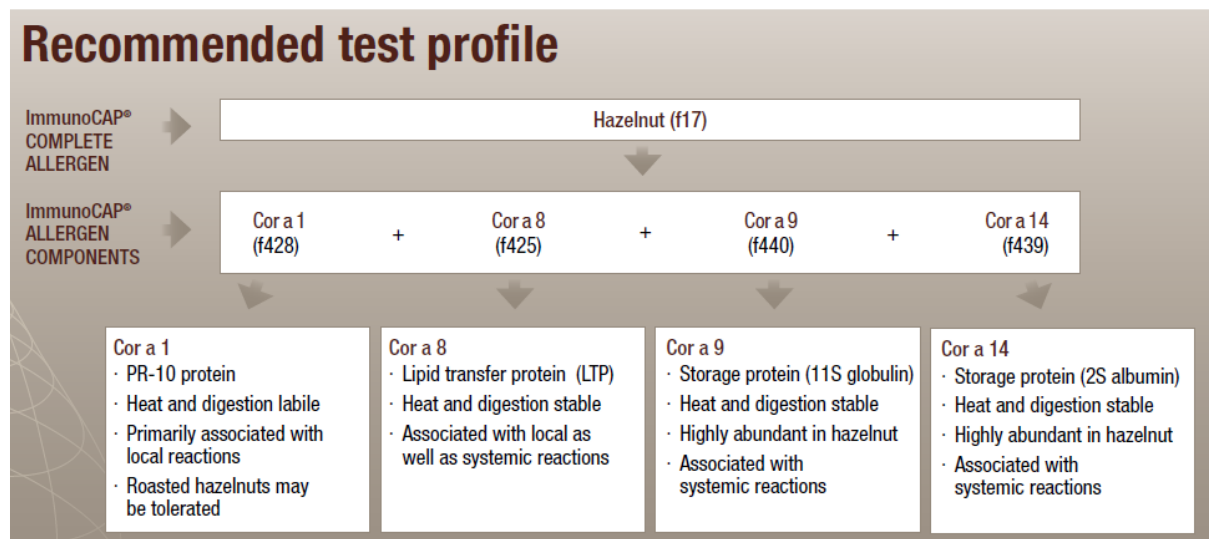 Recommended test profile
ImmunoCAP®
COMPLETE
ALLERGEN
Hazelnut (f17)
ImmunoCAP®
ALLERGEN
COMPONENTS
Cor a 1
(f428)
+
Cor a 8
(f425)
+
Cor a 9
(f440)
+
Cor a 14
(f439)
Cor a 1
· PR-10 protein
· Heat and digestion labile
· Primarily associated with
local reactions
· Roasted hazelnuts may
be tolerated
Cor a 8
· Lipid transfer protein (LTP)
· Heat and digestion stable
· Associated with local as
well as systemic reactions
Cor a 9
· Storage protein (11S globulin)
· Heat and digestion stable
· Highly abundant in hazelnut
· Associated with
systemic reactions
Cor a 14
· Storage protein (2S albumin)
· Heat and digestion stable
· Highly abundant in hazelnut
· Associated with
systemic reactions